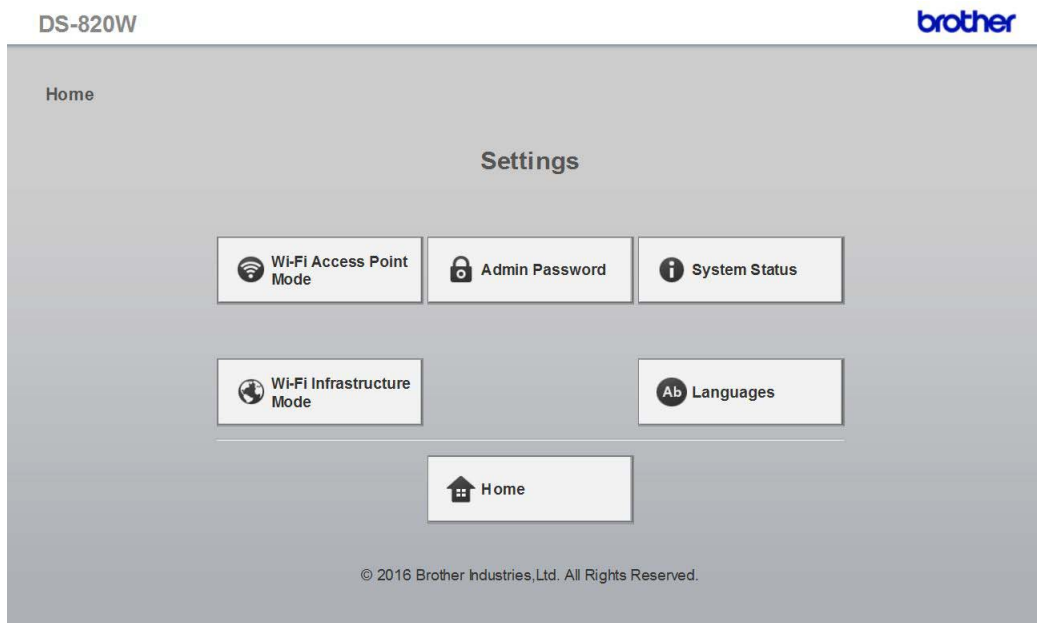 DS-820W
brother
Home
Settings
Wi-Fi Access Point
Mode
Admin Password
System Status
Wi-Fi Infrastructure
Mode
Ab
Languages
Home
© 2016 Brother Industries,Ltd. All Rights Reserved.